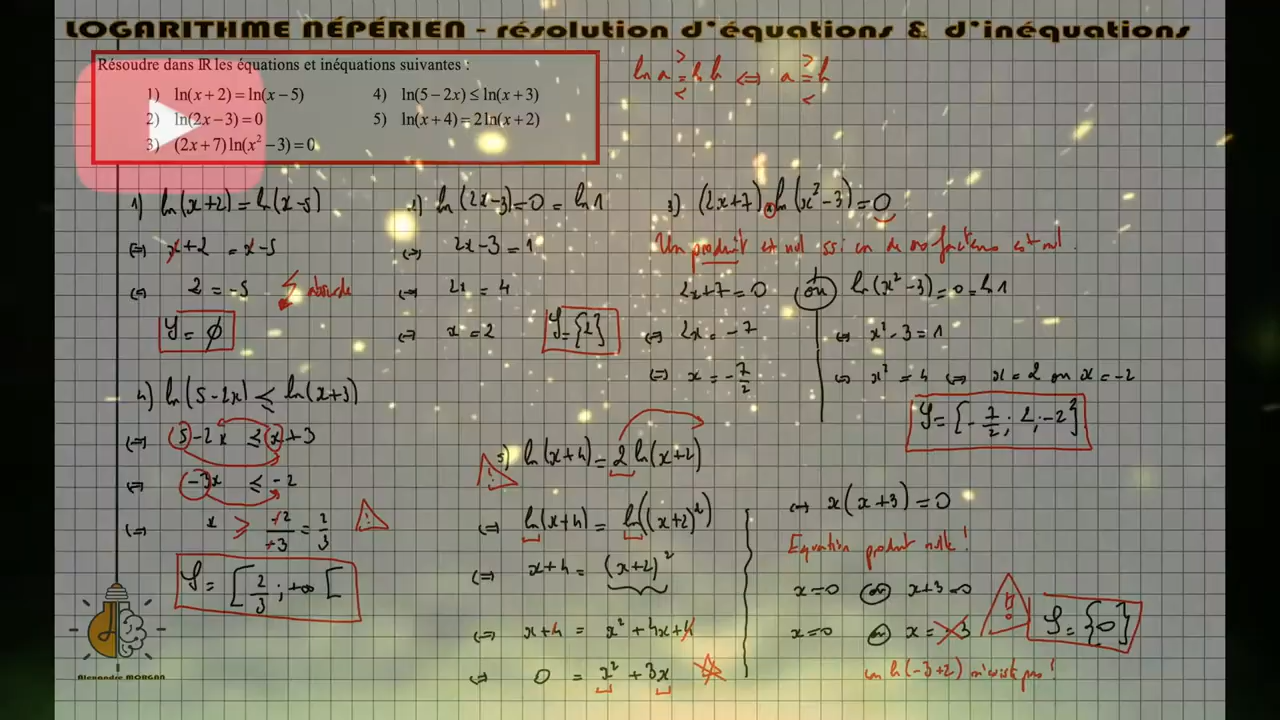 LOGARITHME NÉPÉRIEN - résolution d'équations & d'inéquations
Résoudre dans IR les équations et inéquations suivantes :
1) ln(x+2)=ln(x−5)
2) ln(2x−3)=0
3) (2x+7)ln(x²−3)=0
4) ln(5−2x)≤ln(x+3)
5) ln(x+4)=2ln(x+2)
1) ln(x+2)=ln(x-5)
⇔ x+2 = x-5
⇔ 2 = -5 absurde
S = ∅
2) ln(2x-3)=0 = ln 1
⇔ 2x-3 = 1
⇔ 2x = 4
⇔ x = 2
S={2}
3) (2x+7) ln(x²-3)=0
Un produit est nul ssi un de ses facteurs est nul.
2x+7=0 ou ln(x²-3)=0=ln1
⇔ 2x = -7 ⇔ x²-3=1
⇔ x = -7/2 ⇔ x²=4 ⇔ x=2 ou x=-2
S={-7/2; 2; -2}
4) ln(5-2x) ≤ ln(x+3)
⇔ 5-2x ≤ x+3
⇔ -3x ≤ -2
⇔ x ≥ -2/-3 = 2/3
S = [2/3 ; +∞[
5) ln(x+4)=2 ln(x+2)
⇔ ln(x+4) = ln((x+2)²)
⇔ x+4 = (x+2)²
⇔ x+4 = x²+4x+4
⇔ 0 = x²+3x
⇔ x(x+3)=0
Equation produit nulle !
x=0 ou x+3=0
x=0 ou x=-3
S={0}
car ln(-3+2) n'existe pas !
Alexandre MORGAN